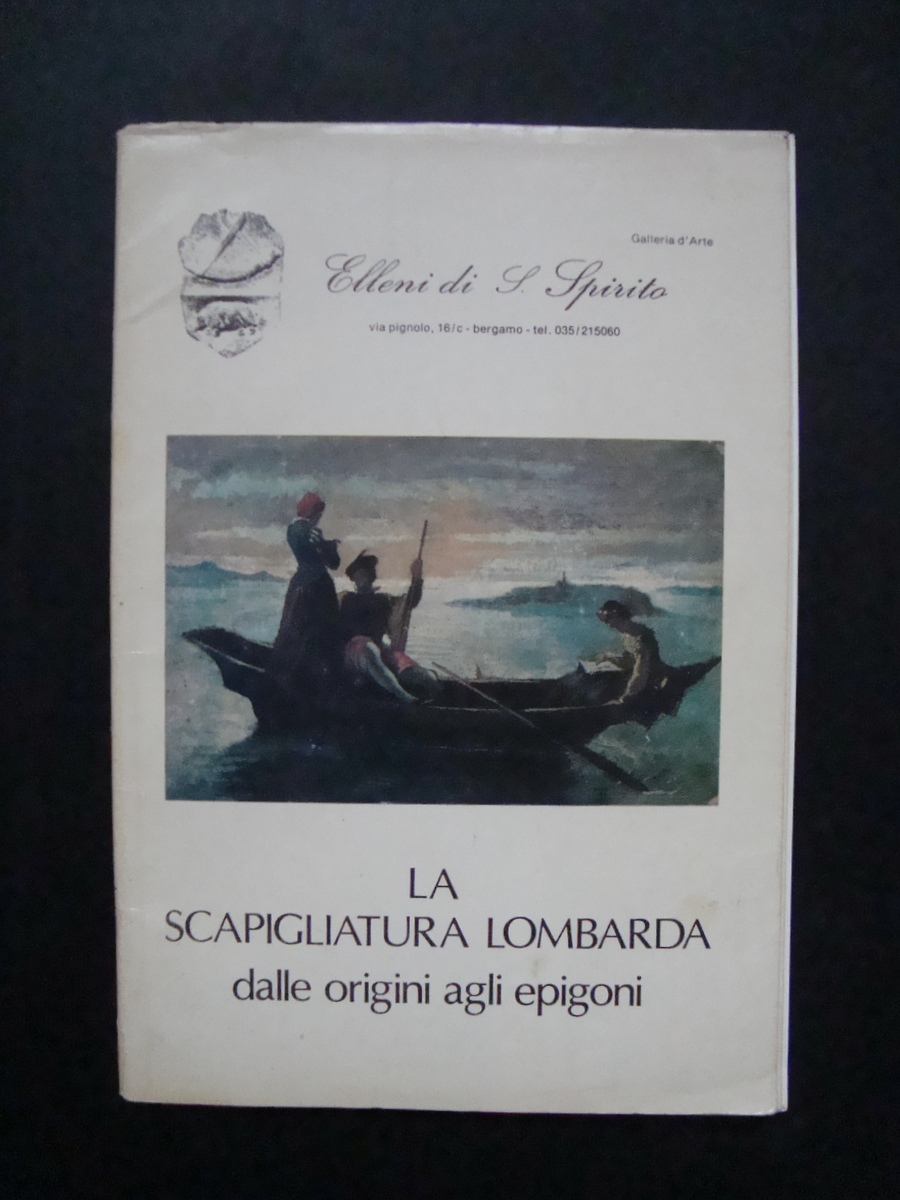 Galleria d'Arte
Elleni di S. Spirito
via pignolo, 16/c - bergamo - tel. 035/215060
LA
SCAPIGLIATURA LOMBARDA
dalle origini agli epigoni